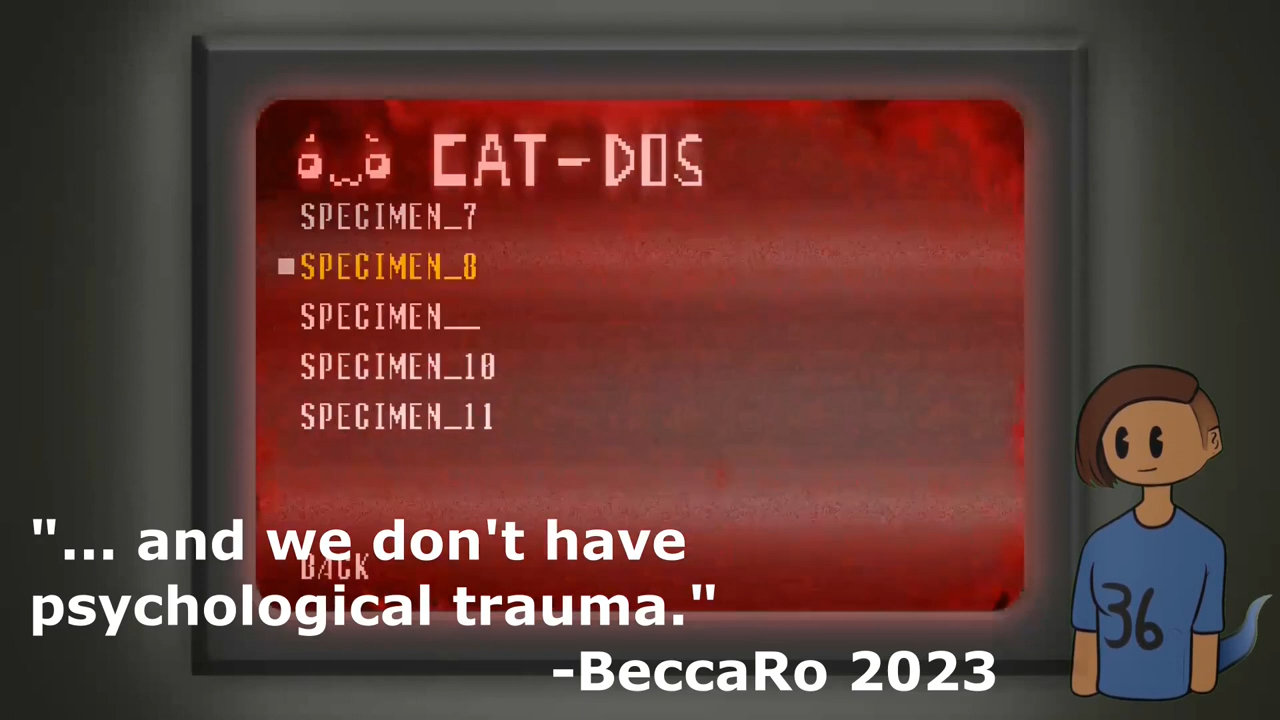 CAT-DOS
SPECIMEN_7
SPECIMEN_8
SPECIMEN__
SPECIMEN_10
SPECIMEN_11
BACK
"... and we don't have
psychological trauma."
-BeccaRo 2023
36